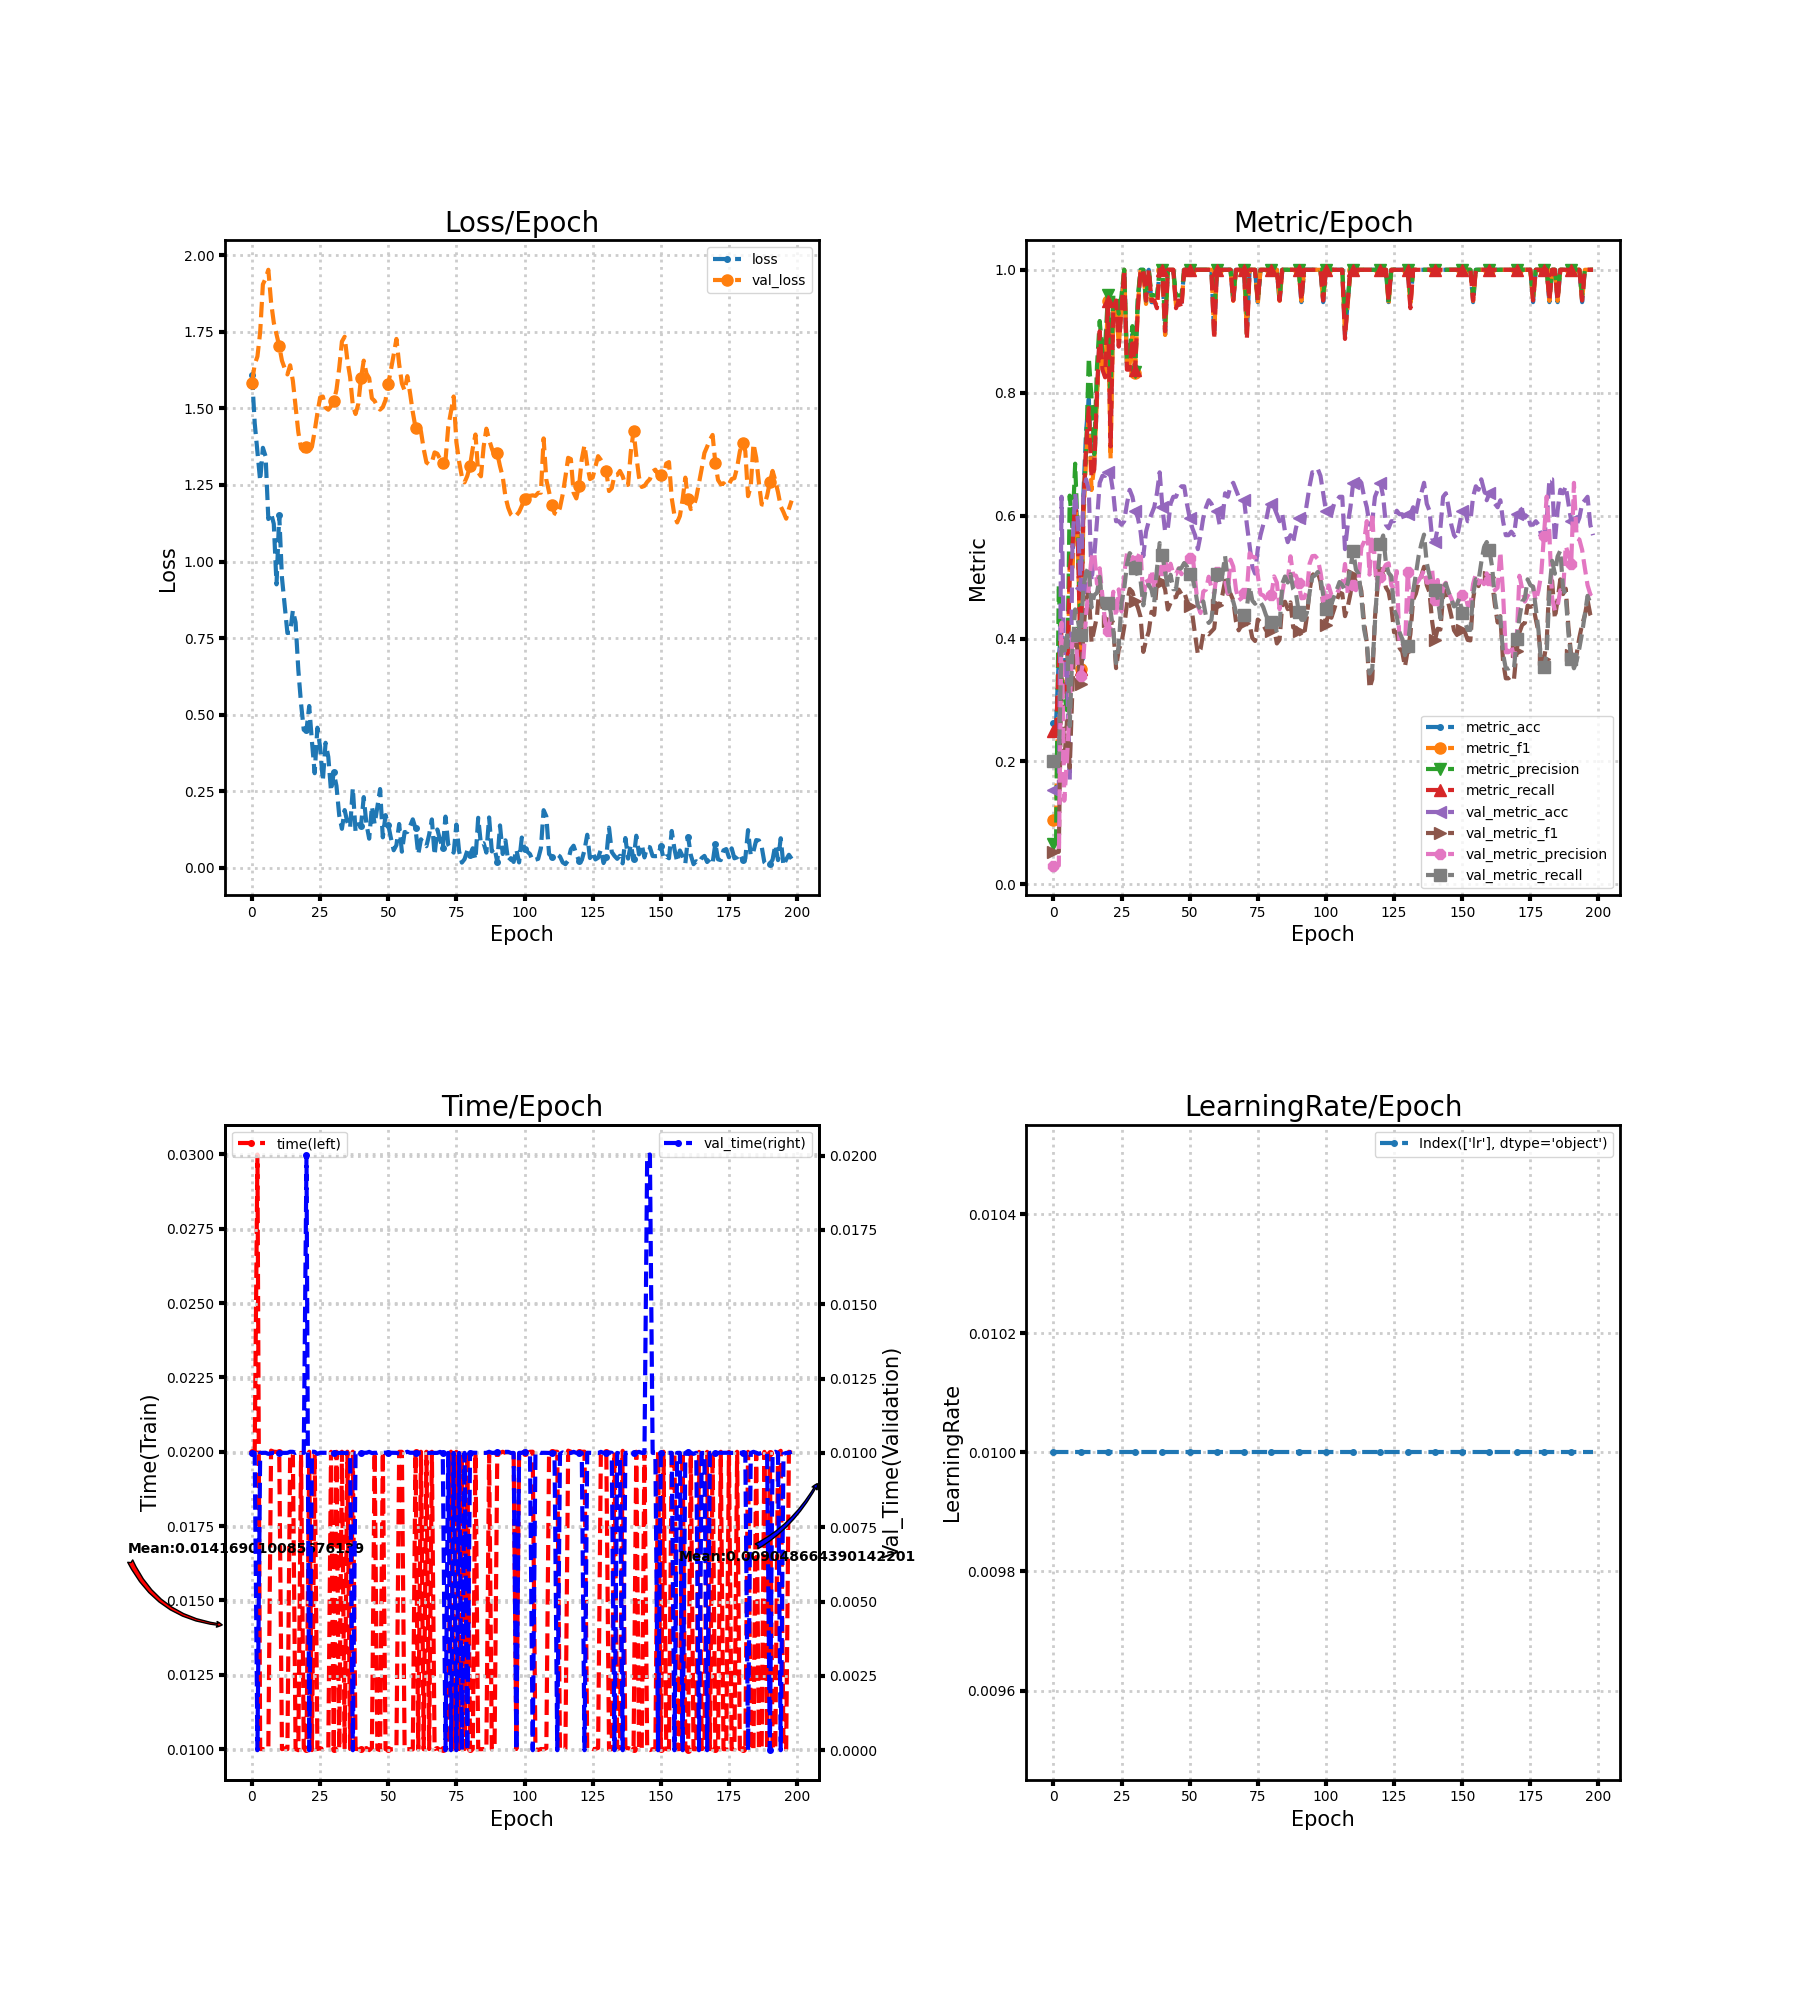 Loss/Epoch
2.00
1.75
1.50
1.25
1.00
0.75
0.50
0.25
0.00
Loss
loss
val_loss
0 25 50 75 100 125 150 175 200
Epoch
Metric/Epoch
1.0
0.8
0.6
0.4
0.2
0.0
Metric
metric_acc
metric_f1
metric_precision
metric_recall
val_metric_acc
val_metric_f1
val_metric_precision
val_metric_recall
0 25 50 75 100 125 150 175 200
Epoch
Time/Epoch
time(left)
val_time(right)
0.0300
0.0275
0.0250
0.0225
0.0200
0.0175
0.0150
0.0125
0.0100
Time(Train)
0.0200
0.0175
0.0150
0.0125
0.0100
0.0075
0.0050
0.0025
0.0000
Val_Time(Validation)
0 25 50 75 100 125 150 175 200
Epoch
LearningRate/Epoch
Index(['lr'], dtype='object')
0.0104
0.0102
0.0100
0.0098
0.0096
LearningRate
0 25 50 75 100 125 150 175 200
Epoch